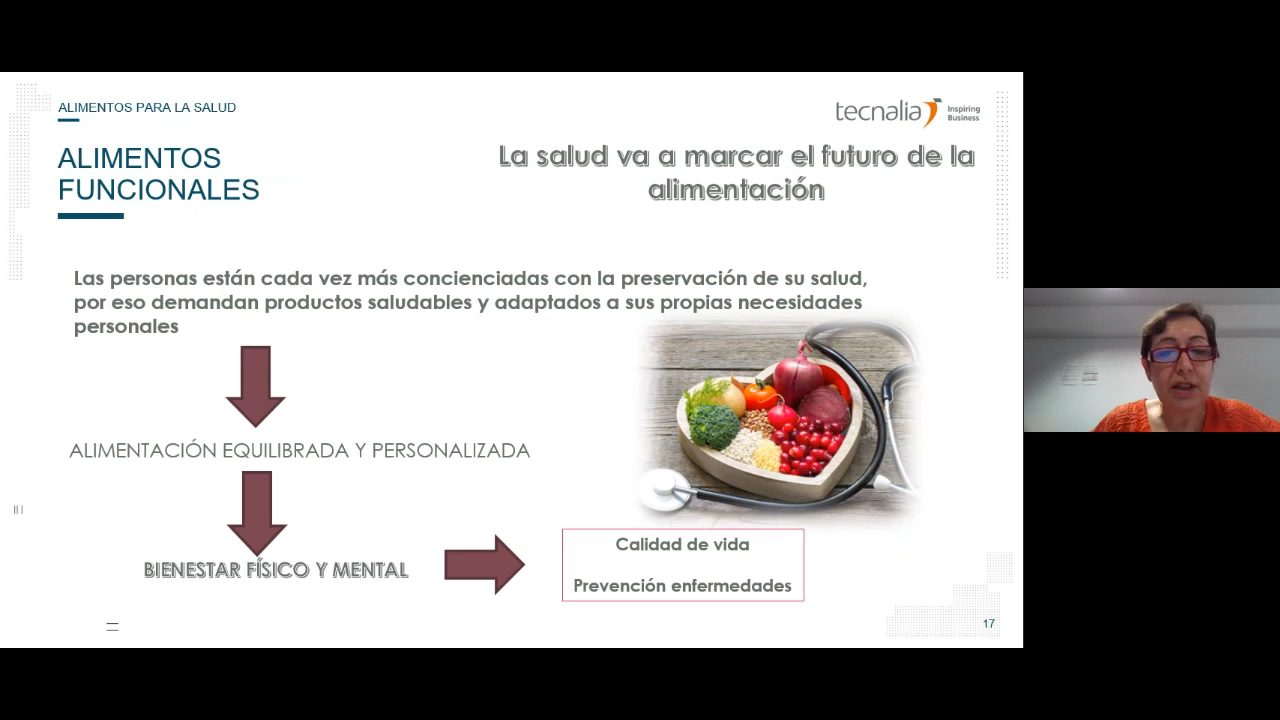 ALIMENTOS PARA LA SALUD
tecnalia Inspiring
Business
ALIMENTOS
FUNCIONALES
La salud va a marcar el futuro de la
alimentación
Las personas están cada vez más concienciadas con la preservación de su salud,
por eso demandan productos saludables y adaptados a sus propias necesidades
personales
ALIMENTACIÓN EQUILIBRADA Y PERSONALIZADA
BIENESTAR FÍSICO Y MENTAL
Calidad de vida
Prevención enfermedades
17